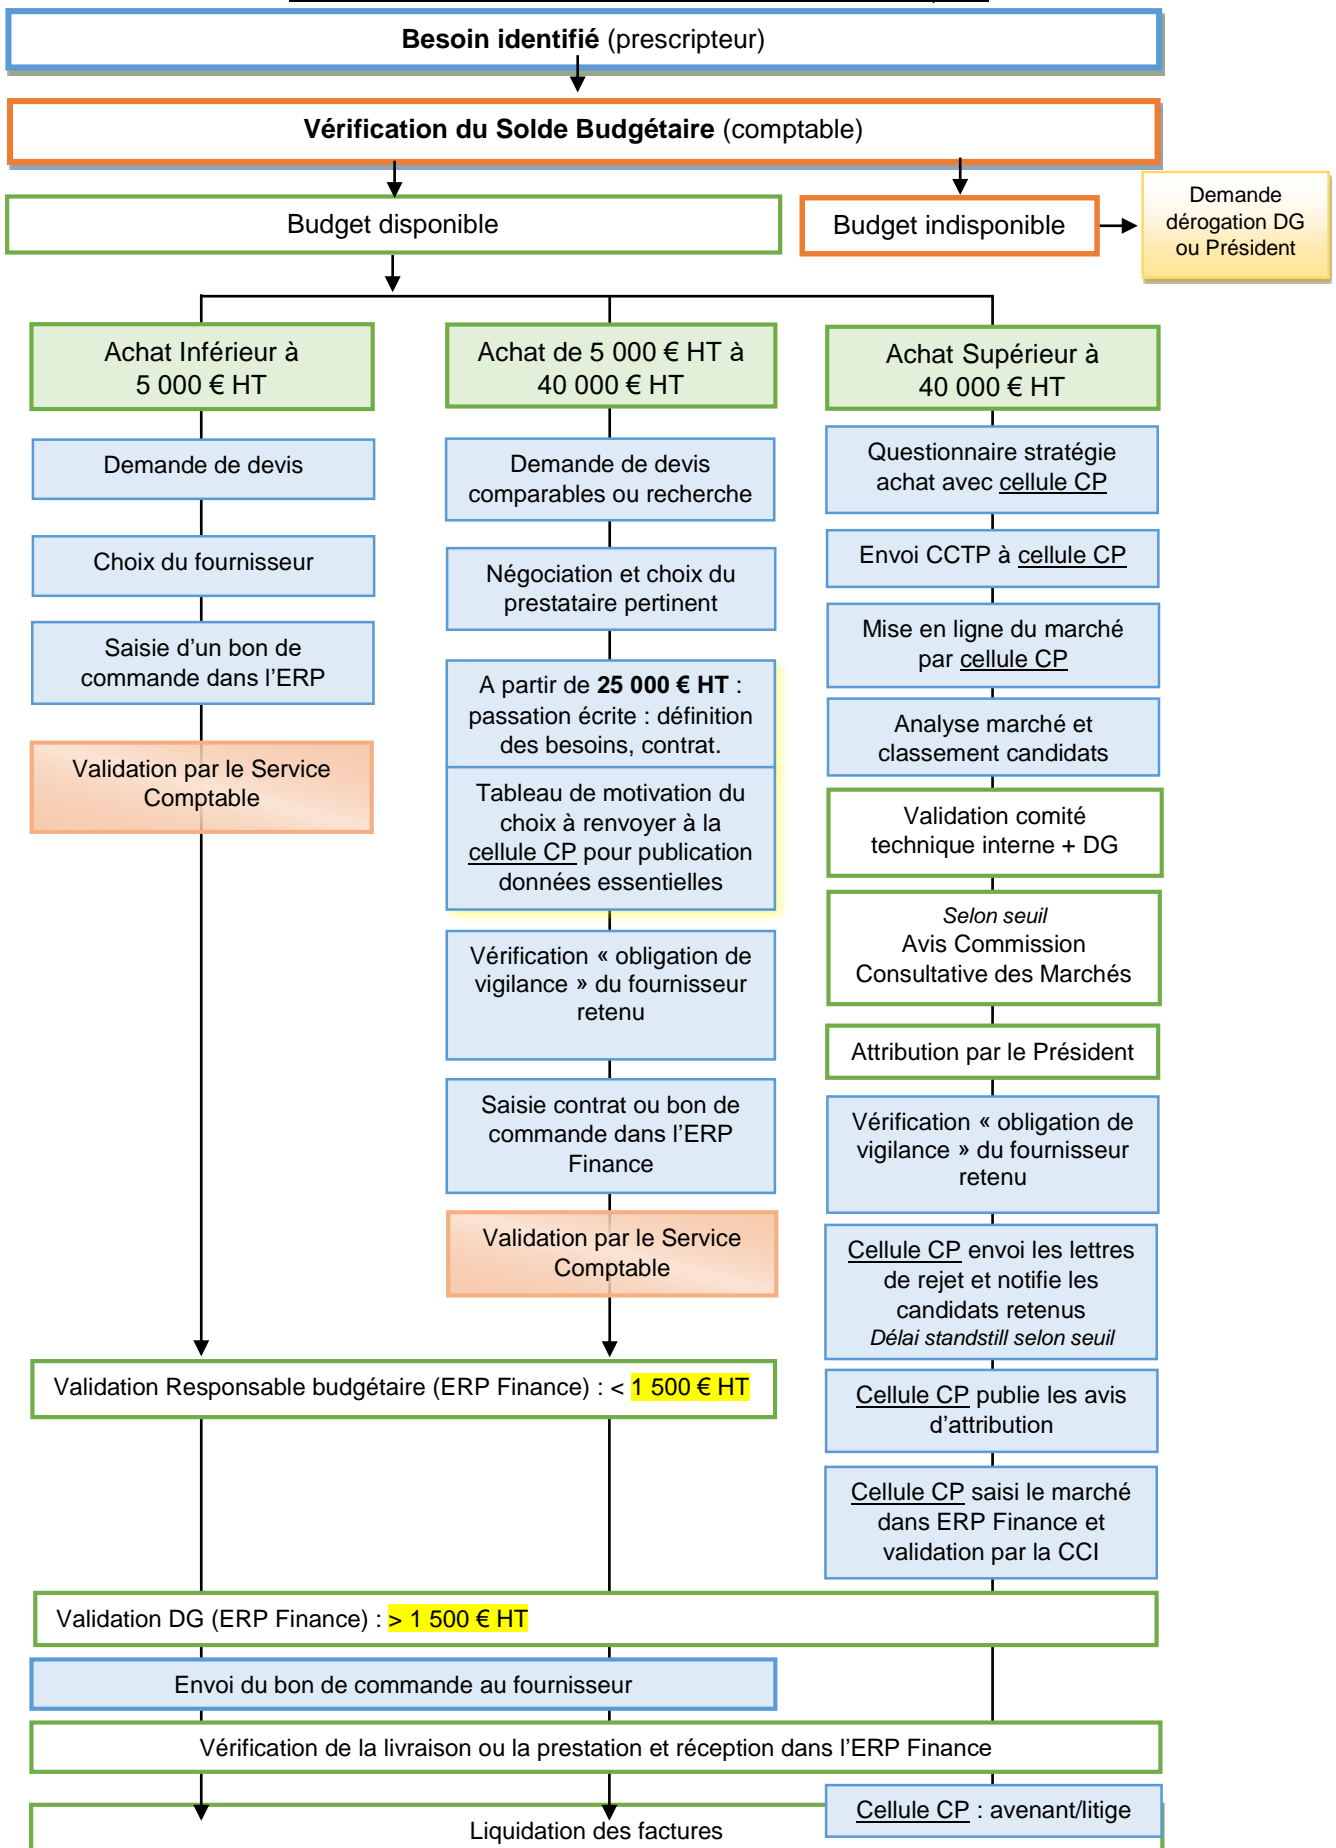 Besoin identifié (prescripteur)
Vérification du Solde Budgétaire (comptable)
Budget disponible
Budget indisponible
Demande
dérogation DG
ou Président
Achat Inférieur à
5 000 € HT
Demande de devis
Choix du fournisseur
Saisie d'un bon de
commande dans l'ERP
Validation par le Service
Comptable
Achat de 5 000 € HT à
40 000 € HT
Demande de devis
comparables ou recherche
Négociation et choix du
prestataire pertinent
A partir de 25 000 € HT :
passation écrite : définition
des besoins, contrat.
Tableau de motivation du
choix à renvoyer à la
cellule CP pour publication
données essentielles
Vérification « obligation de
vigilance » du fournisseur
retenu
Saisie contrat ou bon de
commande dans l'ERP
Finance
Validation par le Service
Comptable
Achat Supérieur à
40 000 € HT
Questionnaire stratégie
achat avec cellule CP
Envoi CCTP à cellule CP
Mise en ligne du marché
par cellule CP
Analyse marché et
classement candidats
Validation comité
technique interne + DG
Selon seuil
Avis Commission
Consultative des Marchés
Attribution par le Président
Vérification « obligation de
vigilance » du fournisseur
retenu
Cellule CP envoi les lettres
de rejet et notifie les
candidats retenus
Délai standstill selon seuil
Cellule CP publie les avis
d'attribution
Cellule CP saisi le marché
dans ERP Finance et
validation par la CCI
Validation Responsable budgétaire (ERP Finance) : < 1 500 € HT
Validation DG (ERP Finance) : > 1 500 € HT
Envoi du bon de commande au fournisseur
Vérification de la livraison ou la prestation et réception dans l'ERP Finance
Cellule CP : avenant/litige
Liquidation des factures